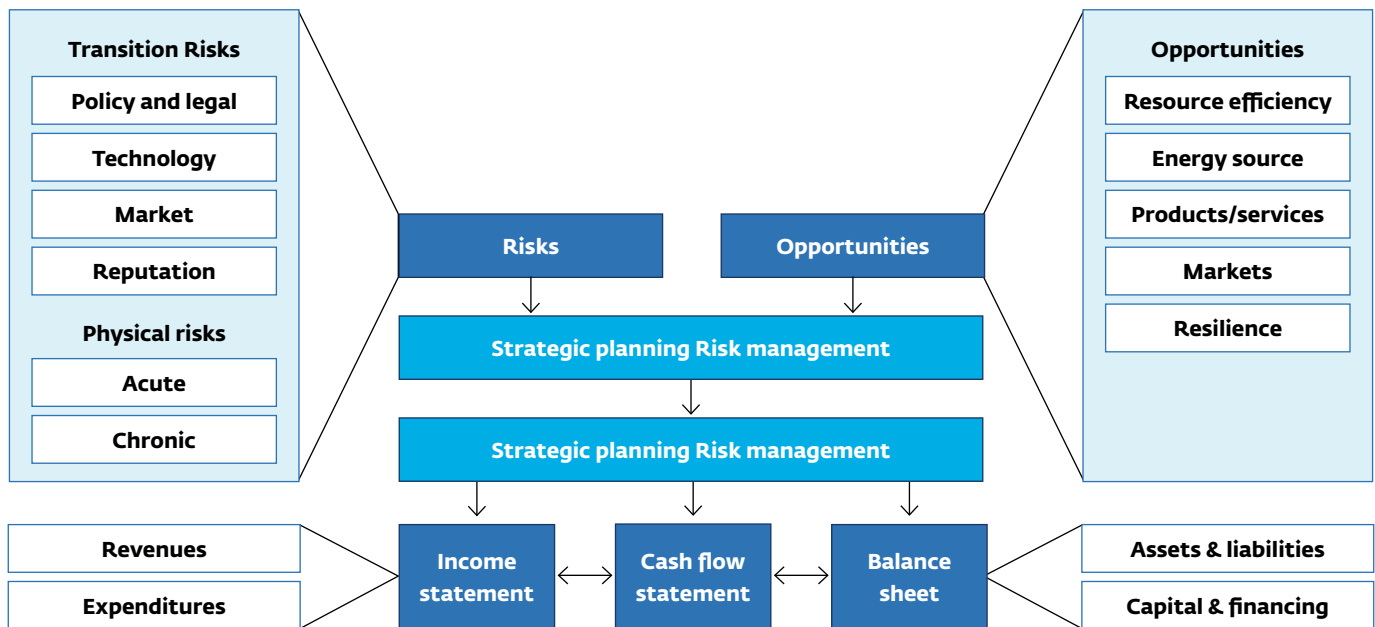 Transition Risks
Policy and legal
Technology
Market
Reputation
Physical risks
Acute
Chronic
Risks
Opportunities
Strategic planning Risk management
Strategic planning Risk management
Opportunities
Resource efficiency
Energy source
Products/services
Markets
Resilience
Revenues
Expenditures
Income
statement
Cash flow
statement
Balance
sheet
Assets & liabilities
Capital & financing